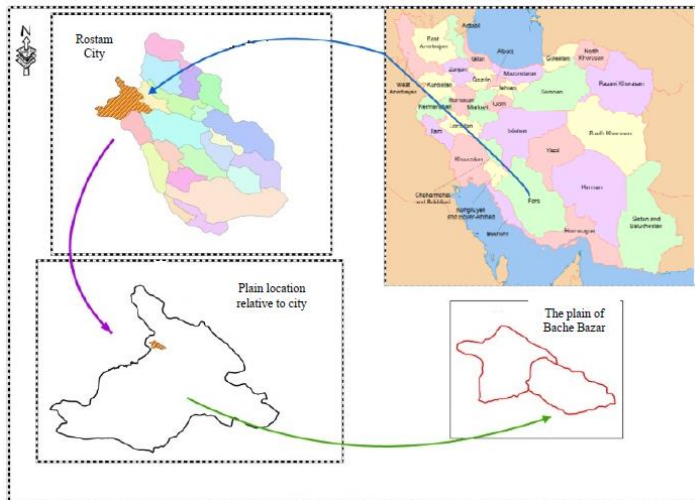 N
Rostam
City
Ardabil
East
Azerbaijan
Gilan
Alborz
Golestan
North
Khorasan
West
Azerbaijan
Zanjan
Qazvin
Mazandaran
Tehran
Razavi Khorasan
Kurdistan
Semnan
Hamadan
Qom
Kermanshah
Markazi
Ilam
Lorestan
Isfahan
South Khorasan
Khuzestan
Yazd
Chaharmahal
and Bakhtiari
Kerman
Fars
Kohgiluyeh
and Boyer-Ahmad
Bushehr
Hormozgan
Sistan and
Baluchestan
Plain location
relative to city
The plain of
Bache Bazar